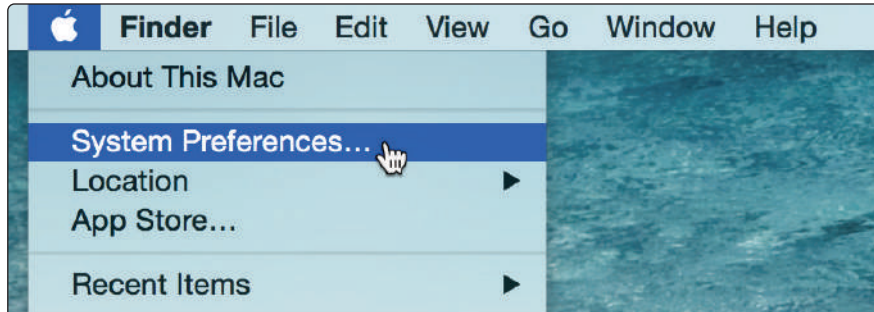 Finder File Edit View Go Window Help
About This Mac
System Preferences...
Location
App Store...
Recent Items